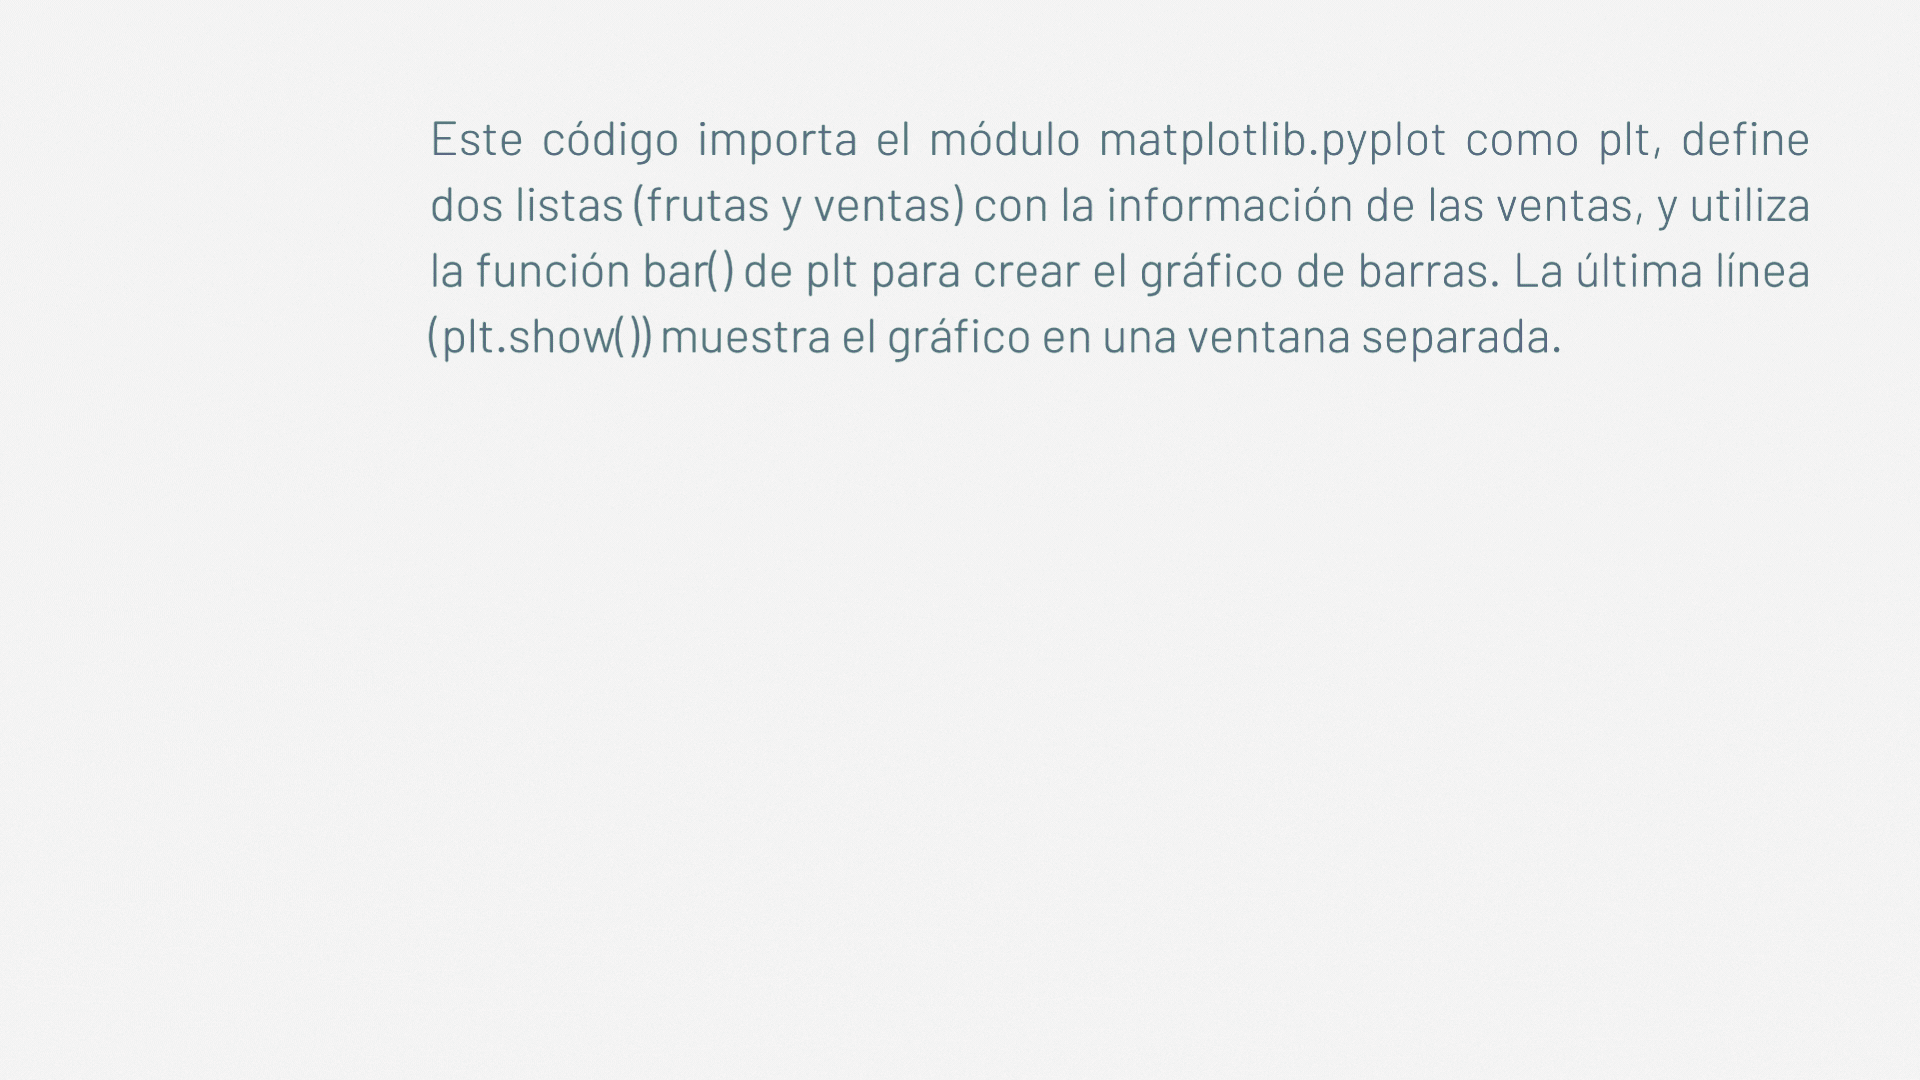 Este código importa el módulo matplotlib.pyplot como plt, define
dos listas (frutas y ventas) con la información de las ventas, y utiliza
la función bar() de plt para crear el gráfico de barras. La última línea
(plt.show()) muestra el gráfico en una ventana separada.